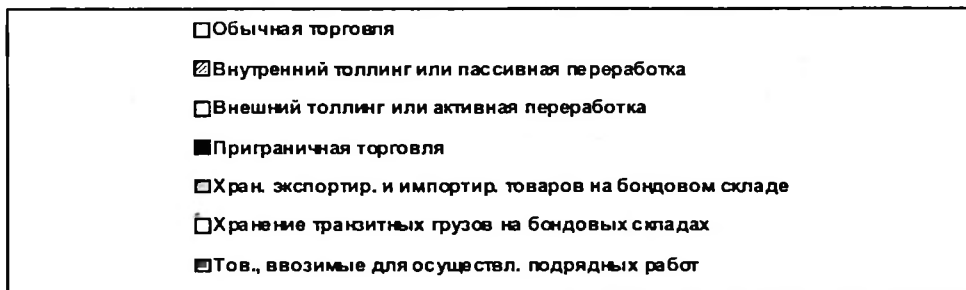 Обычная торговля
Внутренний толлинг или пассивная переработка
Внешний толлинг или активная переработка
Приграничная торговля
Хран. экспортир. и импортир. товаров на бондовом складе
Хранение транзитных грузов на бондовых складах
Тов., ввозимые для осуществл. подрядных работ